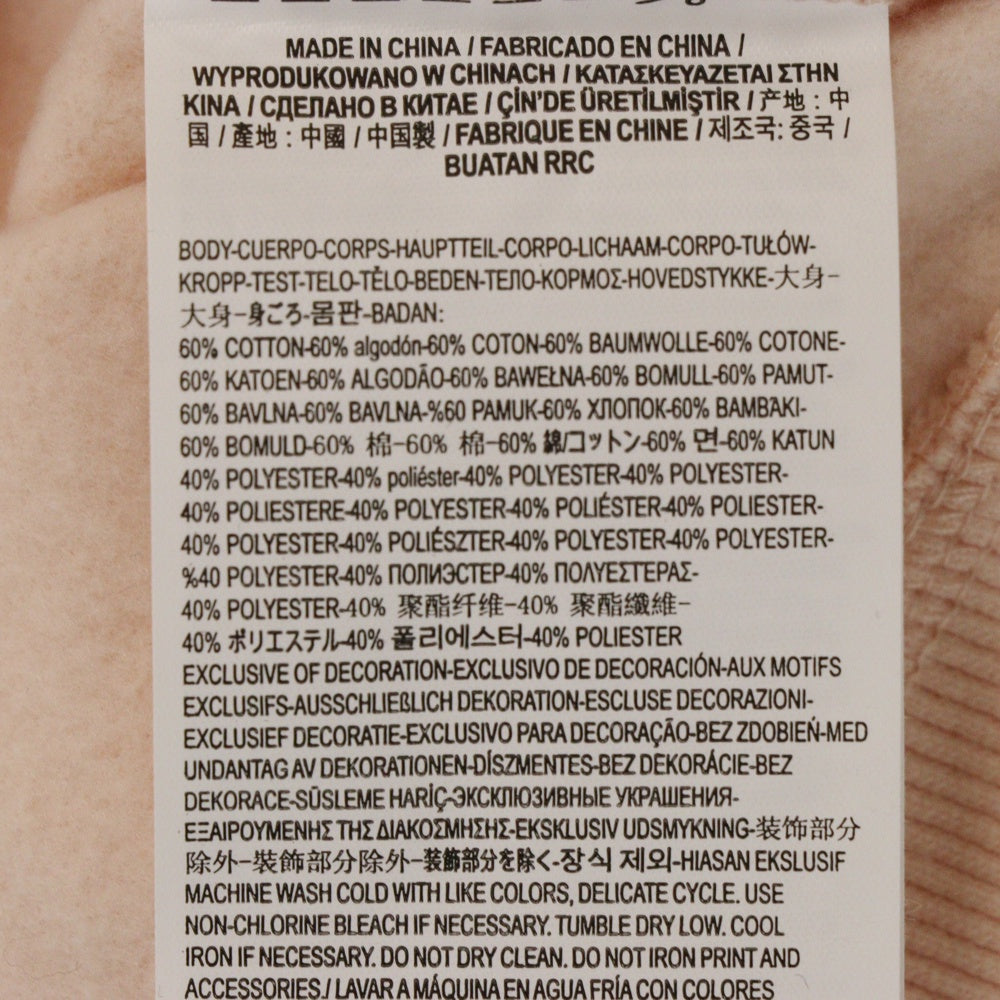 MADE IN CHINA / FABRICADO EN CHINA /
WYPRODUKOWANO W CHINACH / ΚΑΤΑΣΚΕΥΑΖΕΤΑΙ ΣΤΗΝ
ΚΙΝΑ / СДЕЛАНО В КИТАЕ / ÇİN'DE ÜRETİLMİŞTİR / 产地 : 中
国 / 產地 : 中國 / 中国製 / FABRIQUE EN CHINE / 제조국: 중국 /
BUATAN RRC
BODY-CUERPO-CORPS-HAUPTTEIL-CORPO-LICHAAM-CORPO-TUŁÓW-
KROPP-TEST-TELO-TĚLO-BEDEN-ТЕЛО-ΚΟΡΜΟΣ-HOVEDSTYKKE-大身-
大身-身ごろ-몸판-BADAN:
60% COTTON-60% algodón-60% COTON-60% BAUMWOLLE-60% COTONE-
60% KATOEN-60% ALGODÃO-60% BAWEŁNA-60% BOMULL-60% PAMUT-
60% BAVLNA-60% BAVLNA-%60 PAMUK-60% ХЛОПОК-60% ΒΑΜΒΆΚΙ-
60% BOMULD-60% 棉-60% 棉-60% 綿/コットン-60% 면-60% KATUN
40% POLYESTER-40% poliéster-40% POLYESTER-40% POLYESTER-
40% POLIESTERE-40% POLYESTER-40% POLIÉSTER-40% POLIESTER-
40% POLYESTER-40% POLIÉSZTER-40% POLYESTER-40% POLYESTER-
%40 POLYESTER-40% ПОЛИЭСТЕР-40% ΠΟΛΥΕΣΤΕΡΑΣ-
40% POLYESTER-40% 聚酯纤维-40% 聚酯纖維-
40% ポリエステル-40% 폴리에스터-40% POLIESTER
EXCLUSIVE OF DECORATION-EXCLUSIVO DE DECORACIÓN-AUX MOTIFS
EXCLUSIFS-AUSSCHLIEßLICH DEKORATION-ESCLUSE DECORAZIONI-
EXCLUSIEF DECORATIE-EXCLUSIVO PARA DECORAÇÃO-BEZ ZDOBIEŃ-MED
UNDANTAG AV DEKORATIONEN-DÍSZMENTES-BEZ DEKORÁCIE-BEZ
DEKORACE-SÜSLEME HARİÇ-ЭКСКЛЮЗИВНЫЕ УКРАШЕНИЯ-
ΕΞΑΙΡΟΥΜΕΝΗΣ ΤΗΣ ΔΙΑΚΟΣΜΗΣΗΣ-EKSKLUSIV UDSMYKNING-装饰部分
除外-裝飾部分除外-装飾部分を除く-장식 제외-HIASAN EKSLUSIF
MACHINE WASH COLD WITH LIKE COLORS, DELICATE CYCLE. USE
NON-CHLORINE BLEACH IF NECESSARY. TUMBLE DRY LOW. COOL
IRON IF NECESSARY. DO NOT DRY CLEAN. DO NOT IRON PRINT AND
ACCESSORIES./ LAVAR A MÁQUINA EN AGUA FRÍA CON COLORES